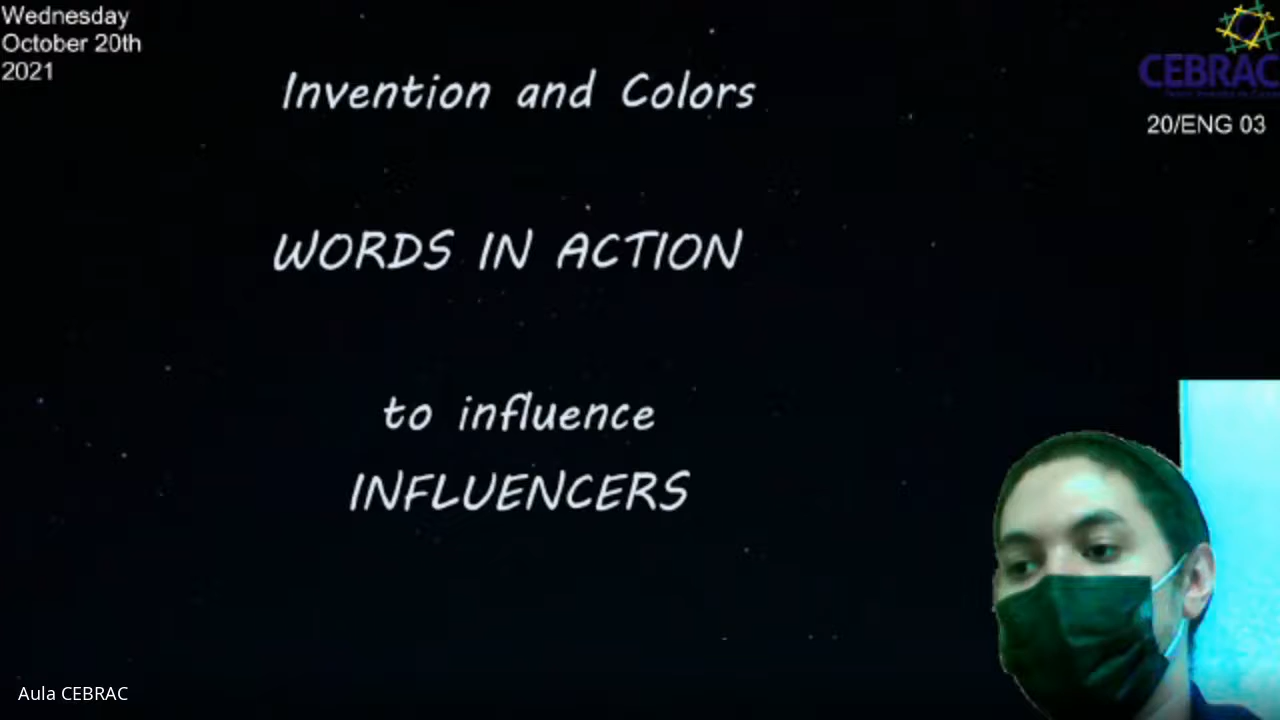 Wednesday
October 20th
2021
CEBRAC
20/ENG 03
Invention and Colors
WORDS IN ACTION
to influence
INFLUENCERS
Aula CEBRAC